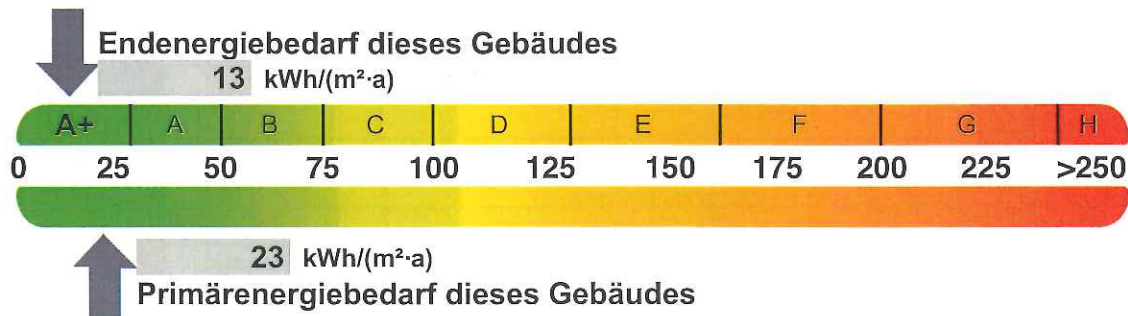 Endenergiebedarf dieses Gebäudes
13 kWh/(m²·a)
A+ A B C D E F G H
0 25 50 75 100 125 150 175 200 225 >250
23 kWh/(m²·a)
Primärenergiebedarf dieses Gebäudes